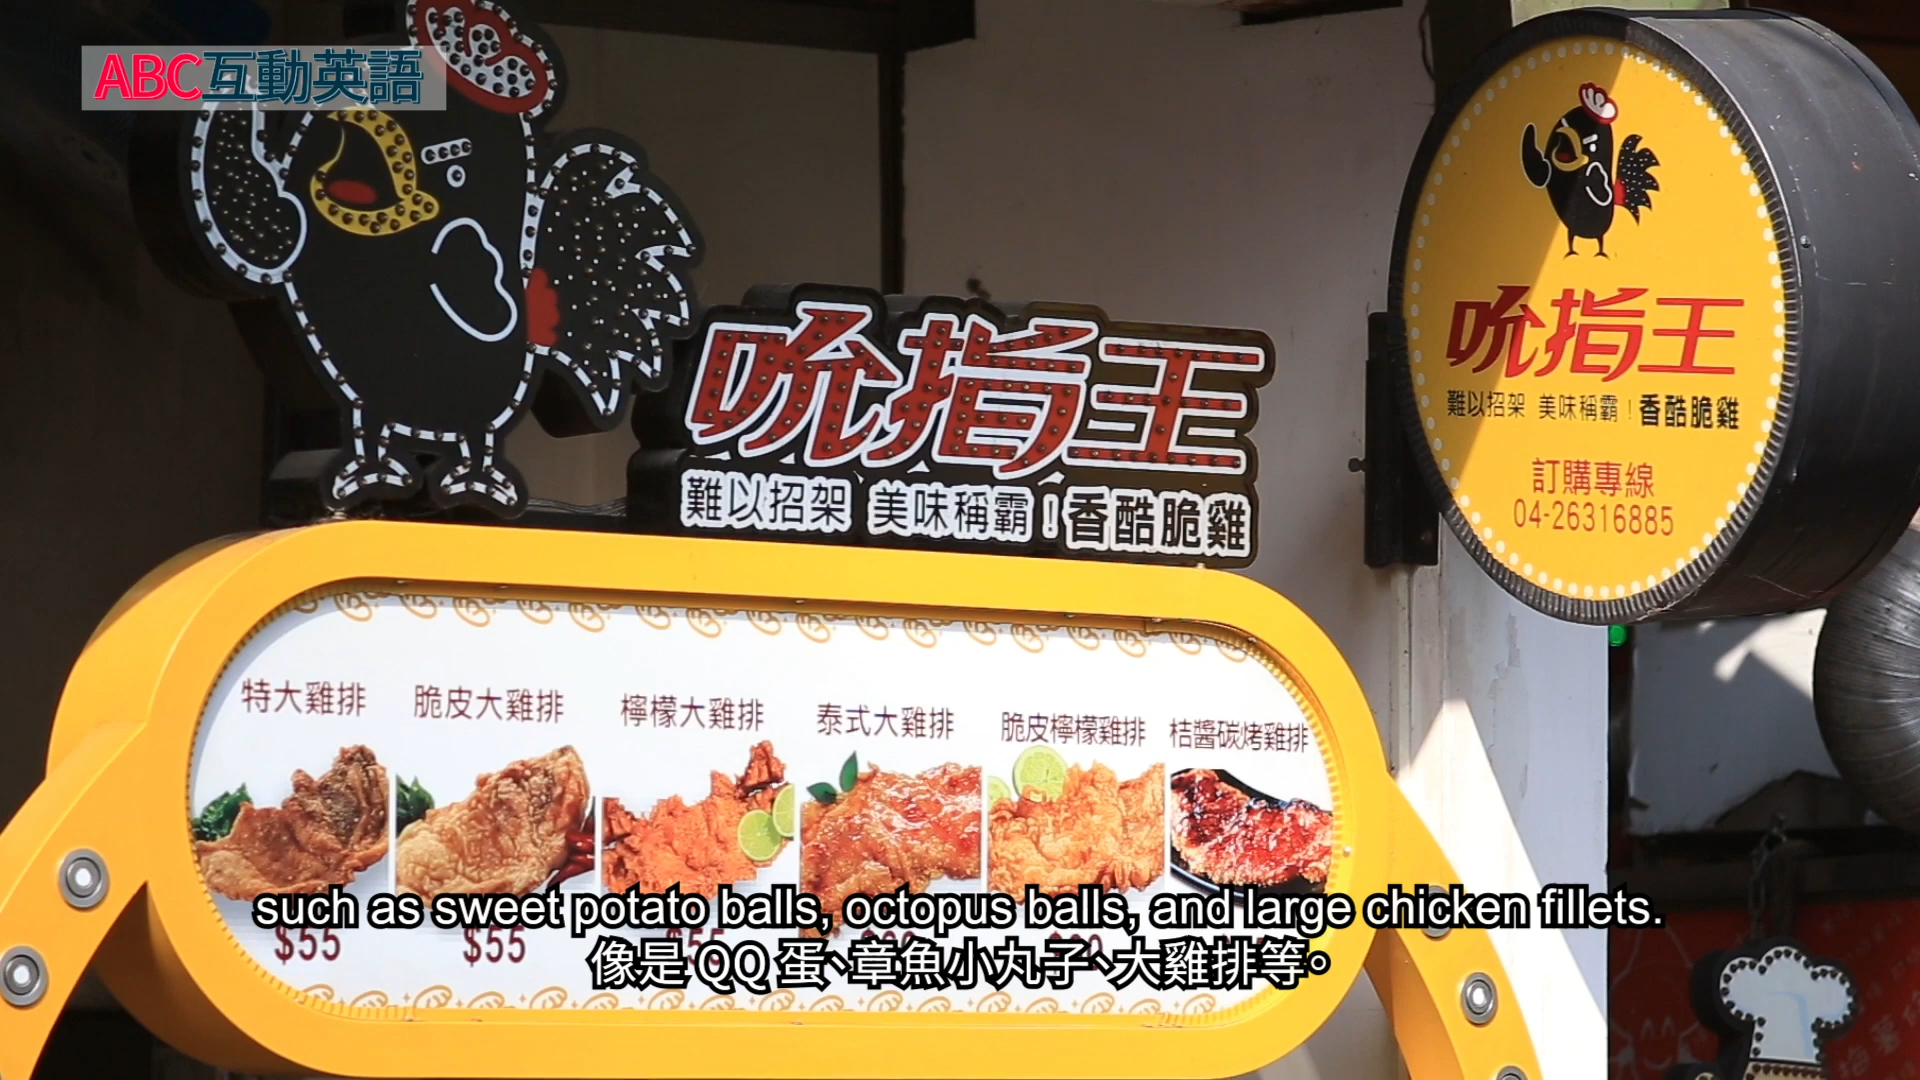 ABC互動英語
吮指王
難以招架 美味稱霸!香酷脆雞
吮指王
難以招架 美味稱霸!香酷脆雞
訂購專線
04-26316885
特大雞排
脆皮大雞排
檸檬大雞排
泰式大雞排
脆皮檸檬雞排
桔醬碳烤雞排
$55
$55
$55
such as sweet potato balls, octopus balls, and large chicken fillets.
像是QQ蛋、章魚小丸子、大雞排等。